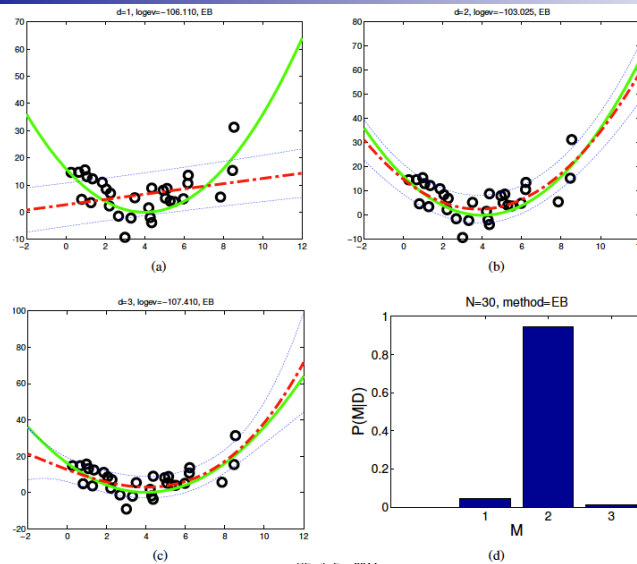 d=1, logev=-106.110, EB
70
60
50
40
30
20
10
0
-10
-2 0 2 4 6 8 10 12
(a)
d=2, logev=-103.025, EB
80
70
60
50
40
30
20
10
0
-10
-2 0 2 4 6 8 10 12
(b)
d=3, logev=-107.410, EB
100
80
60
40
20
0
-20
-2 0 2 4 6 8 10 12
(c)
N=30, method=EB
1
0.8
0.6
0.4
0.2
0
P(M|D)
1 2 3
M
(d)